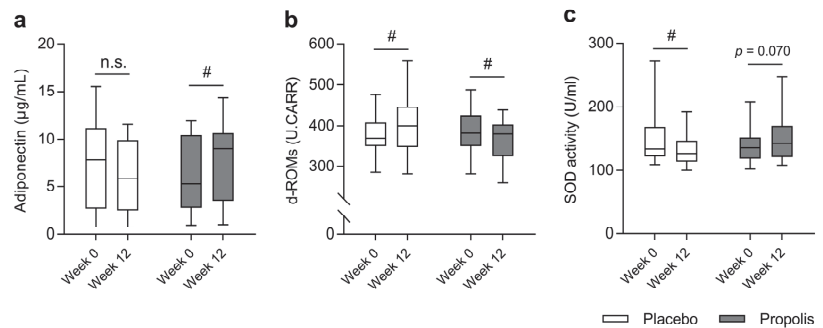 a
Adiponectin (µg/mL)
20
15
10
5
0
n.s.
#
Week 0
Week 12
Week 0
Week 12
b
d-ROMs (U.CARR)
600
500
400
300
0
#
#
Week 0
Week 12
Week 0
Week 12
c
SOD activity (U/ml)
300
200
150
100
0
#
p = 0.070
Week 0
Week 12
Week 0
Week 12
Placebo
Propolis